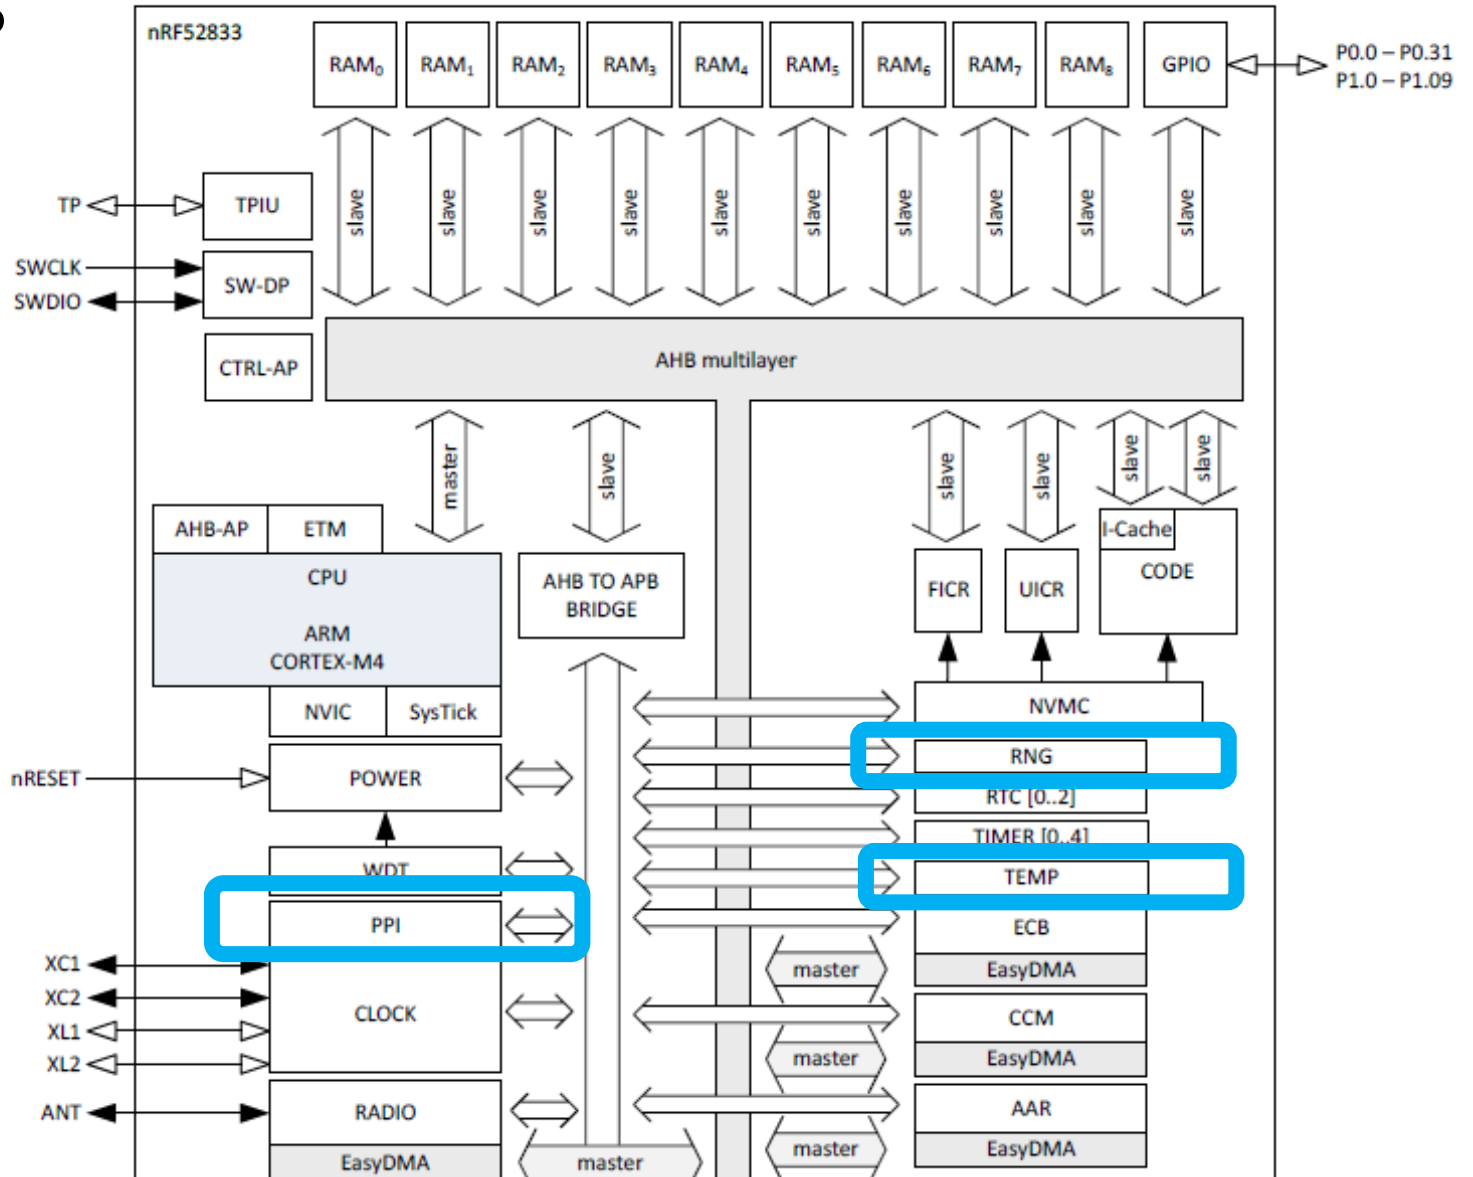 nRF52833
RAM0
RAM1
RAM2
RAM3
RAM4
RAM5
RAM6
RAM7
RAM8
GPIO
P0.0 – P0.31
P1.0 – P1.09
slave
slave
slave
slave
slave
slave
slave
slave
slave
slave
TP
TPIU
SWCLK
SWDIO
SW-DP
CTRL-AP
AHB multilayer
master
slave
slave
slave
slave
slave
AHB-AP
ETM
CPU
ARM
CORTEX-M4
NVIC
SysTick
AHB TO APB
BRIDGE
FICR
UICR
I-Cache
CODE
NVMC
nRESET
POWER
RNG
RTC [0..2]
TIMER [0..4]
WDT
TEMP
PPI
ECB
EasyDMA
master
XC1
XC2
XL1
XL2
CLOCK
CCM
EasyDMA
master
ANT
RADIO
EasyDMA
master
AAR
EasyDMA
master